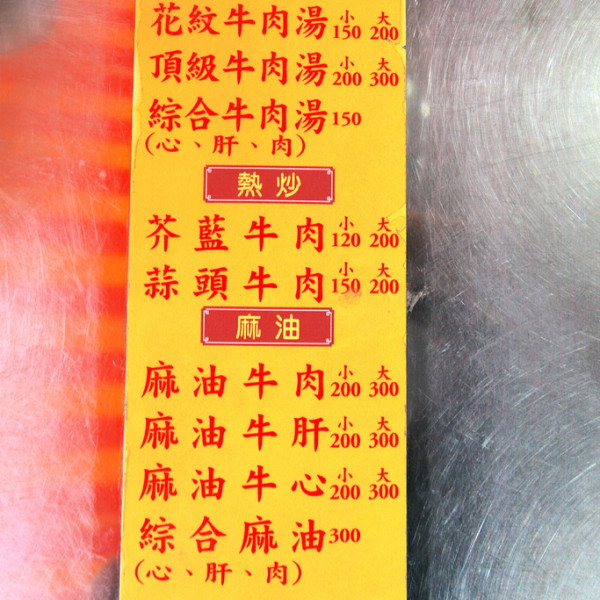 花紋牛肉湯 小150 大200
頂級牛肉湯 小200 大300
綜合牛肉湯 150
(心、肝、肉)
熱炒
芥藍牛肉 小120 大200
蒜頭牛肉 小150 大200
麻油
麻油牛肉 小200 大300
麻油牛肝 小200 大300
麻油牛心 小200 大300
綜合麻油 300
(心、肝、肉)